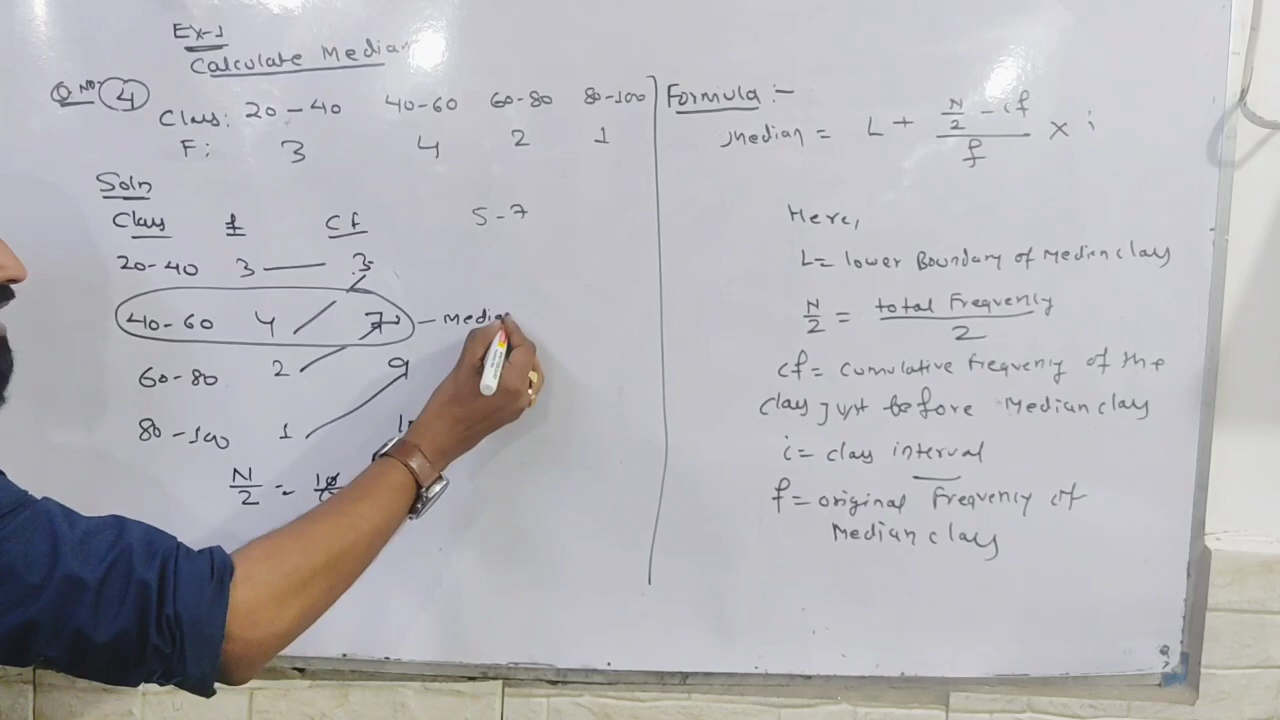 Ex-1
Calculate Median
Q No: 4
Class: 20-40 40-60 60-80 80-100
F: 3 4 2 1
Soln
Class f Cf
20-40 3 3
5-7
40-60 4 7 - Media
60-80 2 9
80-100 1
N/2 = 10
Formula :-
Median = L + (N/2 - cf)/f × i
Here,
L = lower Boundary of Median class
N/2 = total Frequency/2
cf = cumulative frequency of the
class just before Median class
i = class interval
f = original Frequency of
Median class